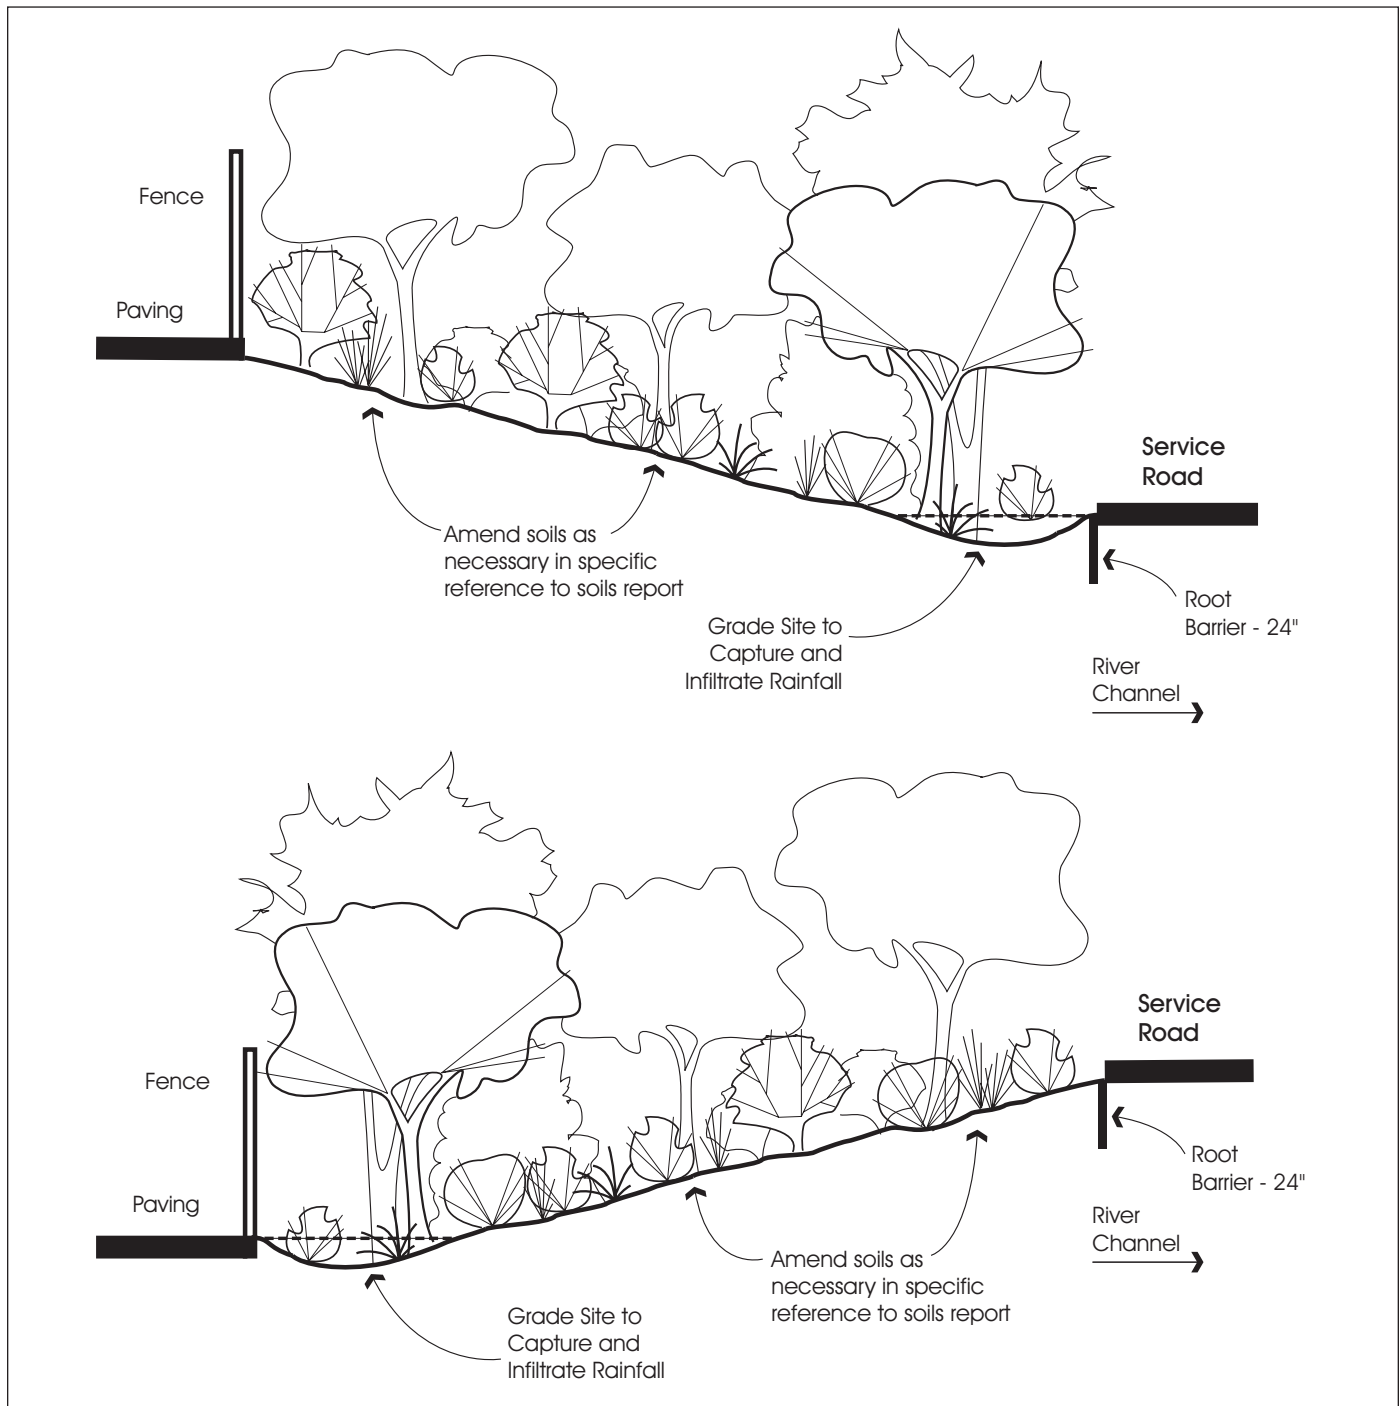 Fence
Paving
Service
Road
Amend soils as
necessary in specific
reference to soils report
Grade Site to
Capture and
Infiltrate Rainfall
Root
Barrier - 24"
River
Channel
Service
Road
Fence
Paving
Root
Barrier - 24"
River
Channel
Amend soils as
necessary in specific
reference to soils report
Grade Site to
Capture and
Infiltrate Rainfall